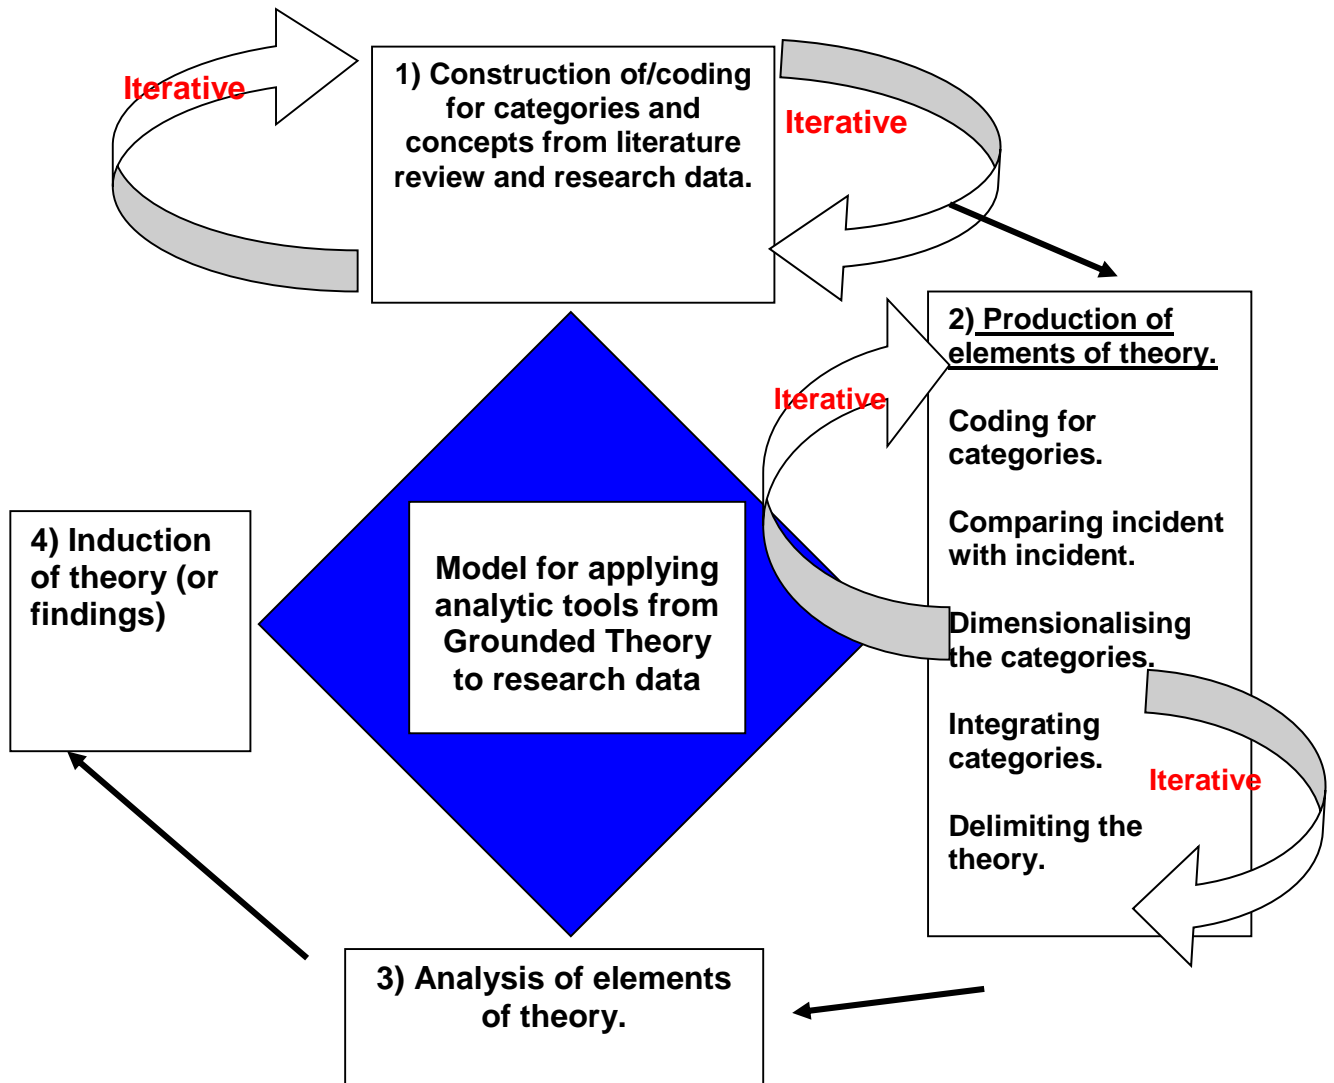 Iterative
1) Construction of/coding
for categories and
concepts from literature
review and research data.
Iterative
2) Production of
elements of theory.
Iterative
Coding for
categories.
Comparing incident
with incident.
Dimensionalising
the categories.
Integrating
categories.
Iterative
Delimiting the
theory.
Model for applying
analytic tools from
Grounded Theory
to research data
4) Induction
of theory (or
findings)
3) Analysis of elements
of theory.